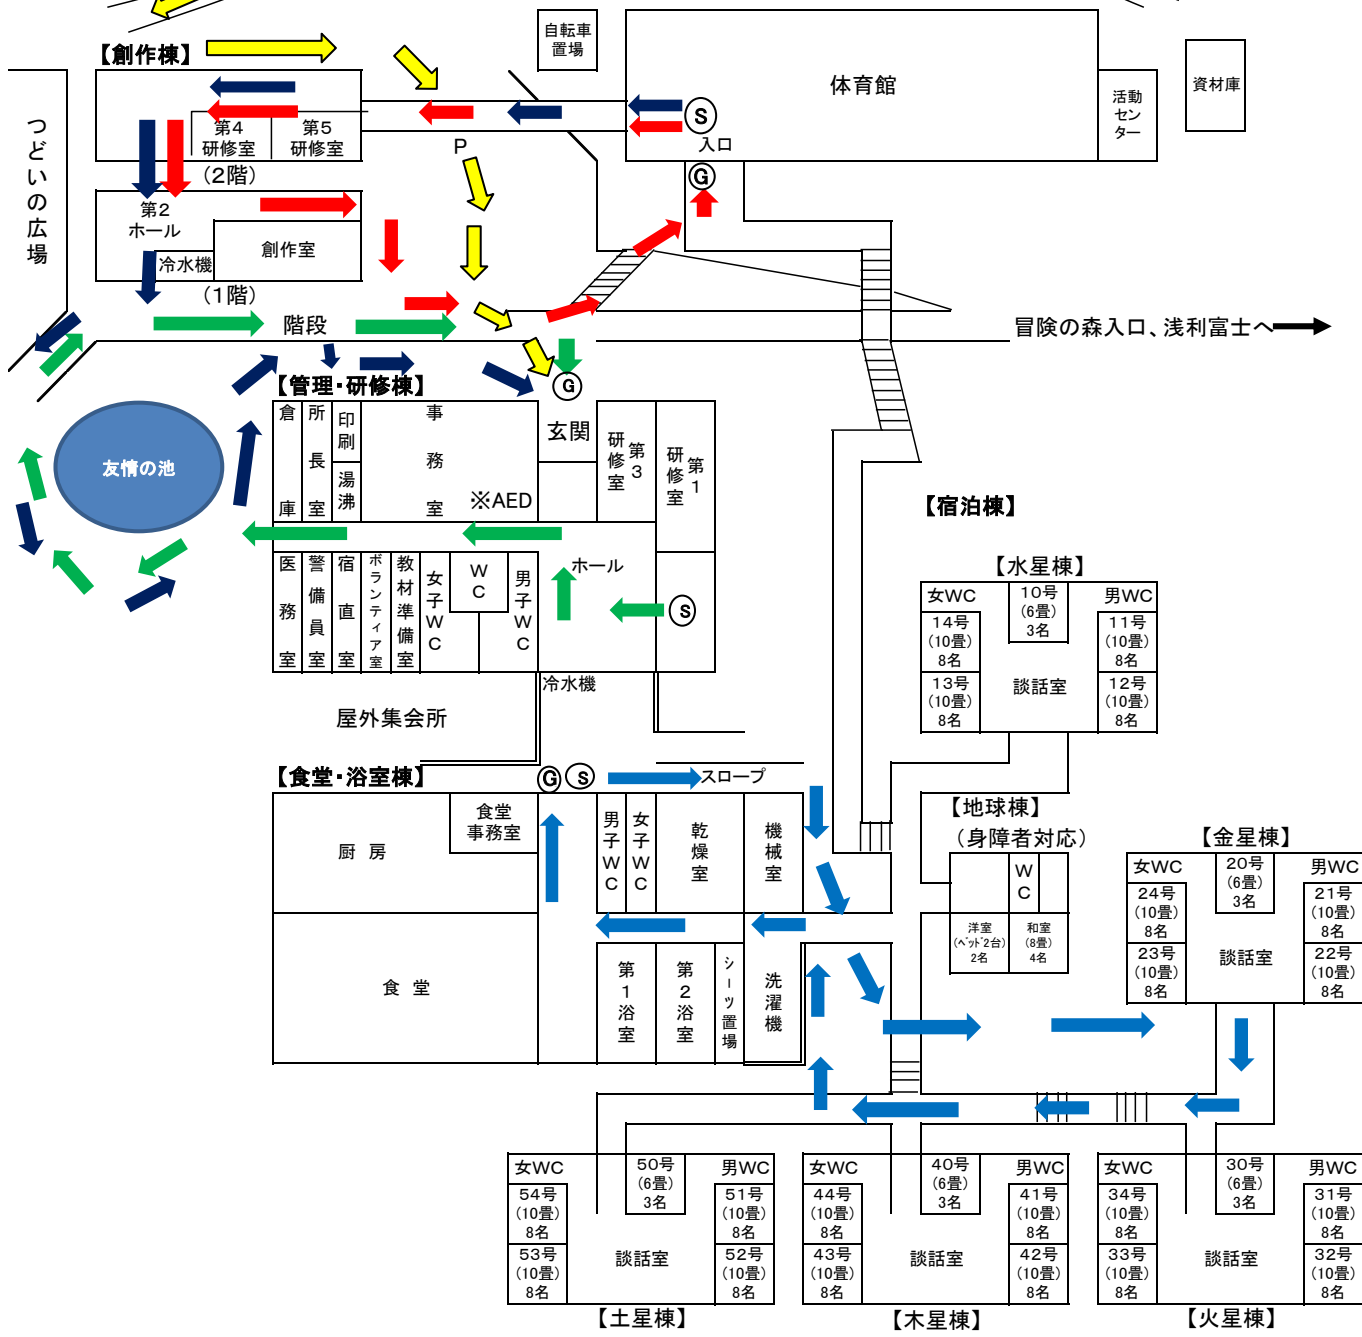 自転車
置場
【創作棟】
体育館
資材庫
活動
セン
ター
S
入口
G
つどいの広場
第4
研修室
第5
研修室
P
(2階)
第2
ホール
創作室
冷水機
(1階)
階段
冒険の森入口、浅利富士へ
【管理・研修棟】
G
倉庫
所長室
印刷
湯沸
事務室
※AED
玄関
第3
研修室
第1
研修室
友情の池
【宿泊棟】
医務室
警備員室
宿直室
ボランティア室
教材準備室
女子WC
WC
男子WC
ホール
S
冷水機
屋外集会所
【水星棟】
女WC
10号
(6畳)
3名
男WC
14号
(10畳)
8名
11号
(10畳)
8名
13号
(10畳)
8名
談話室
12号
(10畳)
8名
【食堂・浴室棟】
G
S
スロープ
厨房
食堂
事務室
男子WC
女子WC
乾燥室
機械室
【地球棟】
(身障者対応)
WC
洋室
(ベッド2台)
2名
和室
(8畳)
4名
【金星棟】
女WC
20号
(6畳)
3名
男WC
24号
(10畳)
8名
21号
(10畳)
8名
23号
(10畳)
8名
談話室
22号
(10畳)
8名
食堂
第1浴室
第2浴室
シーツ置場
洗濯機
女WC
50号
(6畳)
3名
男WC
54号
(10畳)
8名
51号
(10畳)
8名
53号
(10畳)
8名
談話室
52号
(10畳)
8名
【土星棟】
女WC
40号
(6畳)
3名
男WC
44号
(10畳)
8名
41号
(10畳)
8名
43号
(10畳)
8名
談話室
42号
(10畳)
8名
【木星棟】
女WC
30号
(6畳)
3名
男WC
34号
(10畳)
8名
31号
(10畳)
8名
33号
(10畳)
8名
談話室
32号
(10畳)
8名
【火星棟】